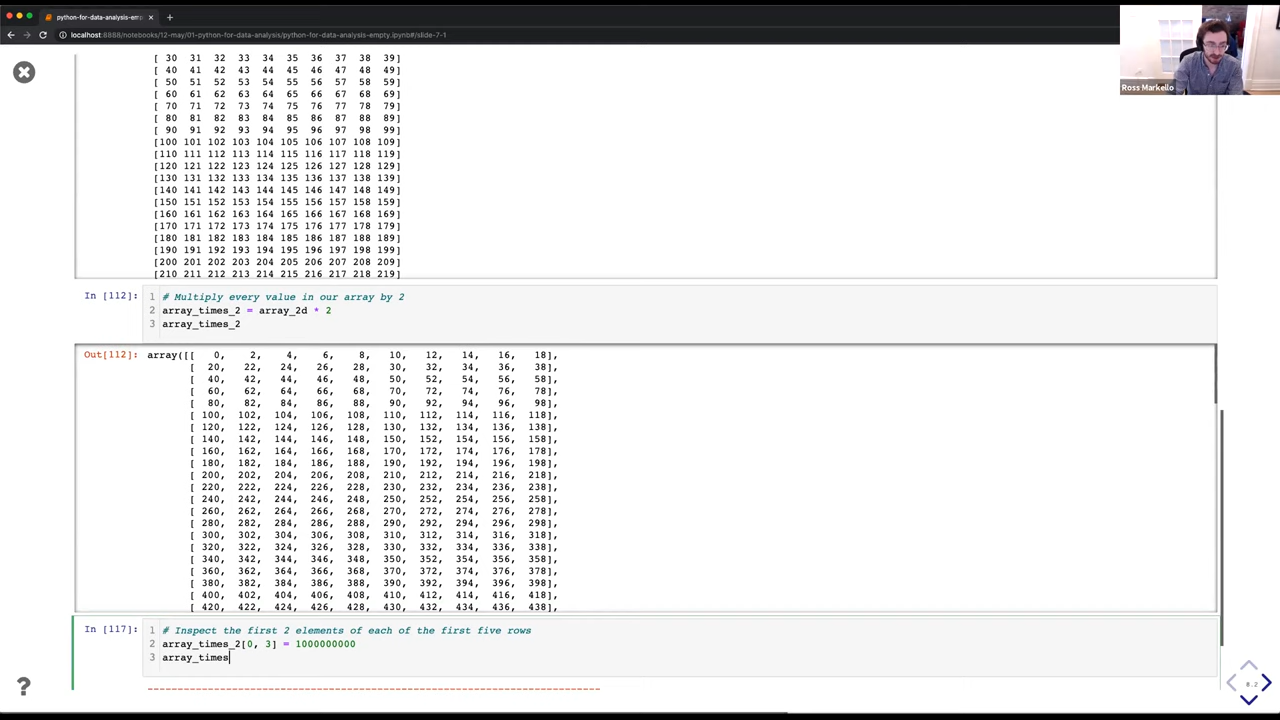 python-for-data-analysis-emp
localhost:8888/notebooks/12-may/01-python-for-data-analysis/python-for-data-analysis-empty.ipynb#/slide-7-1
Ross Markello
[ 30 31 32 33 34 35 36 37 38 39]
[ 40 41 42 43 44 45 46 47 48 49]
[ 50 51 52 53 54 55 56 57 58 59]
[ 60 61 62 63 64 65 66 67 68 69]
[ 70 71 72 73 74 75 76 77 78 79]
[ 80 81 82 83 84 85 86 87 88 89]
[ 90 91 92 93 94 95 96 97 98 99]
[100 101 102 103 104 105 106 107 108 109]
[110 111 112 113 114 115 116 117 118 119]
[120 121 122 123 124 125 126 127 128 129]
[130 131 132 133 134 135 136 137 138 139]
[140 141 142 143 144 145 146 147 148 149]
[150 151 152 153 154 155 156 157 158 159]
[160 161 162 163 164 165 166 167 168 169]
[170 171 172 173 174 175 176 177 178 179]
[180 181 182 183 184 185 186 187 188 189]
[190 191 192 193 194 195 196 197 198 199]
[200 201 202 203 204 205 206 207 208 209]
[210 211 212 213 214 215 216 217 218 219]
In [112]: 1 # Multiply every value in our array by 2
2 array_times_2 = array_2d * 2
3 array_times_2
Out[112]: array([[ 0, 2, 4, 6, 8, 10, 12, 14, 16, 18],
[ 20, 22, 24, 26, 28, 30, 32, 34, 36, 38],
[ 40, 42, 44, 46, 48, 50, 52, 54, 56, 58],
[ 60, 62, 64, 66, 68, 70, 72, 74, 76, 78],
[ 80, 82, 84, 86, 88, 90, 92, 94, 96, 98],
[ 100, 102, 104, 106, 108, 110, 112, 114, 116, 118],
[ 120, 122, 124, 126, 128, 130, 132, 134, 136, 138],
[ 140, 142, 144, 146, 148, 150, 152, 154, 156, 158],
[ 160, 162, 164, 166, 168, 170, 172, 174, 176, 178],
[ 180, 182, 184, 186, 188, 190, 192, 194, 196, 198],
[ 200, 202, 204, 206, 208, 210, 212, 214, 216, 218],
[ 220, 222, 224, 226, 228, 230, 232, 234, 236, 238],
[ 240, 242, 244, 246, 248, 250, 252, 254, 256, 258],
[ 260, 262, 264, 266, 268, 270, 272, 274, 276, 278],
[ 280, 282, 284, 286, 288, 290, 292, 294, 296, 298],
[ 300, 302, 304, 306, 308, 310, 312, 314, 316, 318],
[ 320, 322, 324, 326, 328, 330, 332, 334, 336, 338],
[ 340, 342, 344, 346, 348, 350, 352, 354, 356, 358],
[ 360, 362, 364, 366, 368, 370, 372, 374, 376, 378],
[ 380, 382, 384, 386, 388, 390, 392, 394, 396, 398],
[ 400, 402, 404, 406, 408, 410, 412, 414, 416, 418],
[ 420, 422, 424, 426, 428, 430, 432, 434, 436, 438],
In [117]: 1 # Inspect the first 2 elements of each of the first five rows
2 array_times_2[0, 3] = 1000000000
3 array_times
?
8.2